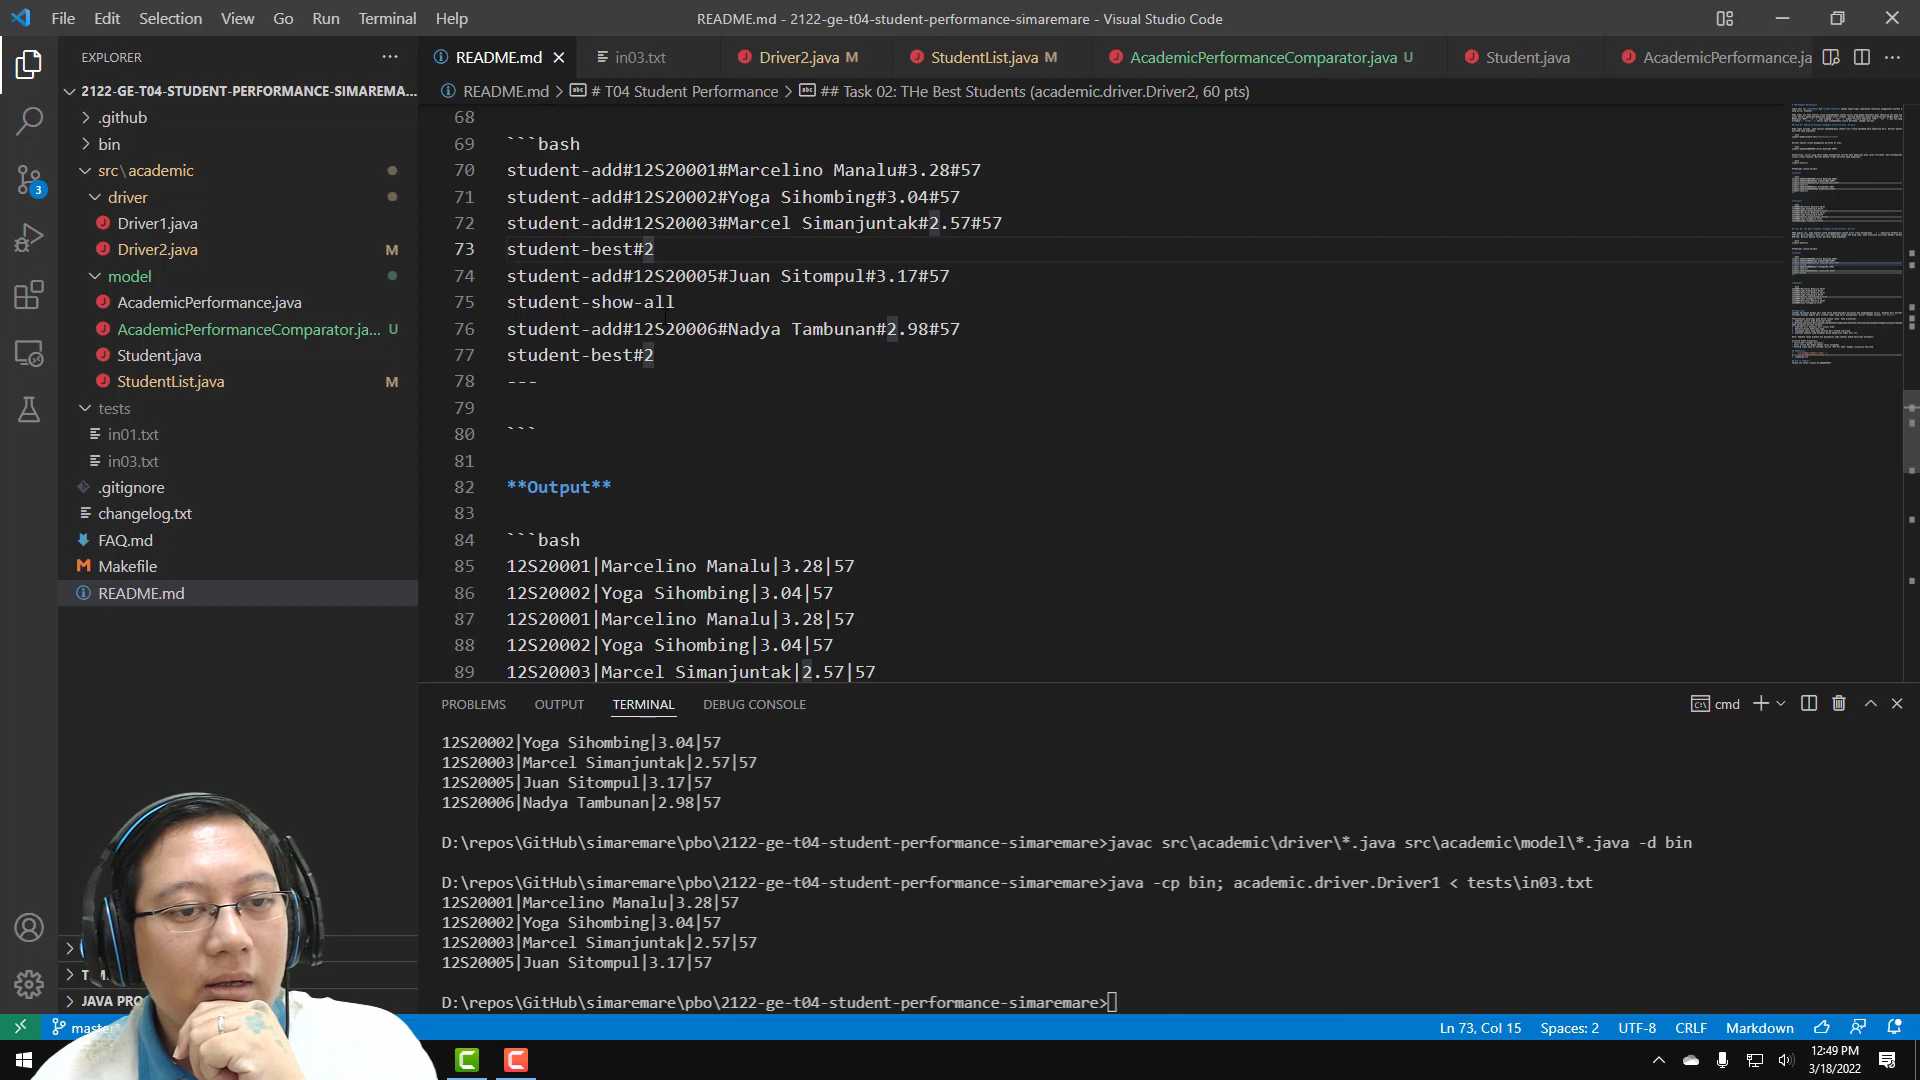 File Edit Selection View Go Run Terminal Help
README.md - 2122-ge-t04-student-performance-simaremare - Visual Studio Code
EXPLORER
2122-GE-T04-STUDENT-PERFORMANCE-SIMAREMA...
.github
bin
src\academic
driver
Driver1.java
Driver2.java M
model
AcademicPerformance.java
AcademicPerformanceComparator.ja... U
Student.java
StudentList.java M
tests
in01.txt
in03.txt
.gitignore
changelog.txt
FAQ.md
Makefile
README.md
JAVA PRO
3
README.md in03.txt Driver2.java M StudentList.java M AcademicPerformanceComparator.java U Student.java AcademicPerformance.ja
README.md > # T04 Student Performance > ## Task 02: THe Best Students (academic.driver.Driver2, 60 pts)
68
69 ```bash
70 student-add#12S20001#Marcelino Manalu#3.28#57
71 student-add#12S20002#Yoga Sihombing#3.04#57
72 student-add#12S20003#Marcel Simanjuntak#2.57#57
73 student-best#2
74 student-add#12S20005#Juan Sitompul#3.17#57
75 student-show-all
76 student-add#12S20006#Nadya Tambunan#2.98#57
77 student-best#2
78 ---
79
80 ```
81
82 **Output**
83
84 ```bash
85 12S20001|Marcelino Manalu|3.28|57
86 12S20002|Yoga Sihombing|3.04|57
87 12S20001|Marcelino Manalu|3.28|57
88 12S20002|Yoga Sihombing|3.04|57
89 12S20003|Marcel Simanjuntak|2.57|57
PROBLEMS OUTPUT TERMINAL DEBUG CONSOLE
cmd
12S20002|Yoga Sihombing|3.04|57
12S20003|Marcel Simanjuntak|2.57|57
12S20005|Juan Sitompul|3.17|57
12S20006|Nadya Tambunan|2.98|57
D:\repos\GitHub\simaremare\pbo\2122-ge-t04-student-performance-simaremare>javac src\academic\driver\*.java src\academic\model\*.java -d bin
D:\repos\GitHub\simaremare\pbo\2122-ge-t04-student-performance-simaremare>java -cp bin; academic.driver.Driver1 < tests\in03.txt
12S20001|Marcelino Manalu|3.28|57
12S20002|Yoga Sihombing|3.04|57
12S20003|Marcel Simanjuntak|2.57|57
12S20005|Juan Sitompul|3.17|57
D:\repos\GitHub\simaremare\pbo\2122-ge-t04-student-performance-simaremare>
master*
Ln 73, Col 15 Spaces: 2 UTF-8 CRLF Markdown
12:49 PM
3/18/2022